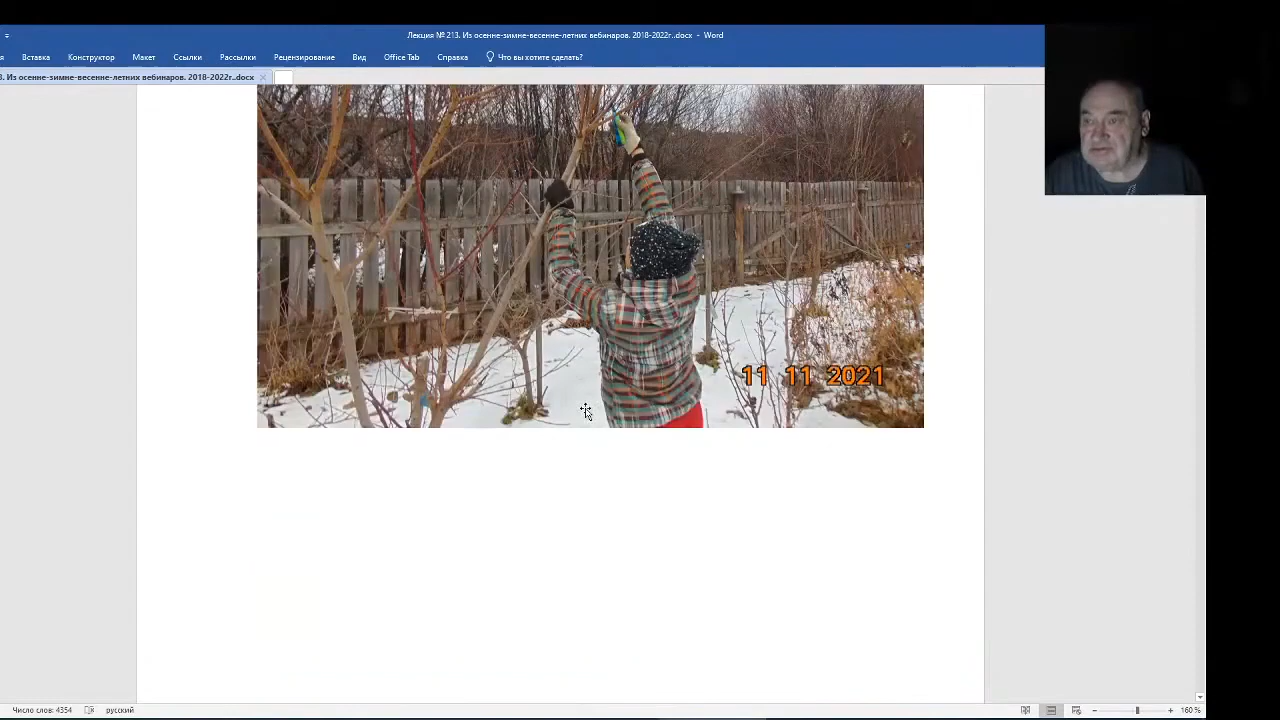 Лекция № 213. Из осенне-зимне-весенне-летних вебинаров. 2018-2022г..docx - Word
я Вставка Конструктор Макет Ссылки Рассылки Рецензирование Вид Office Tab Справка Что вы хотите сделать?
3. Из осенне-зимне-весенне-летних вебинаров. 2018-2022г..docx
11 11 2021
Число слов: 4354 русский 160 %